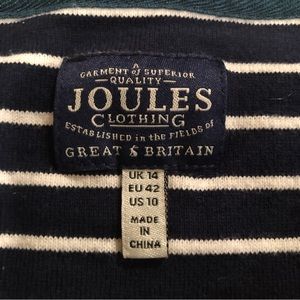 A
GARMENT of SUPERIOR
QUALITY
JOULES
CLOTHING
ESTABLISHED in the FIELDS of
GREAT BRITAIN
UK 14
EU 42
US 10
MADE
IN
CHINA